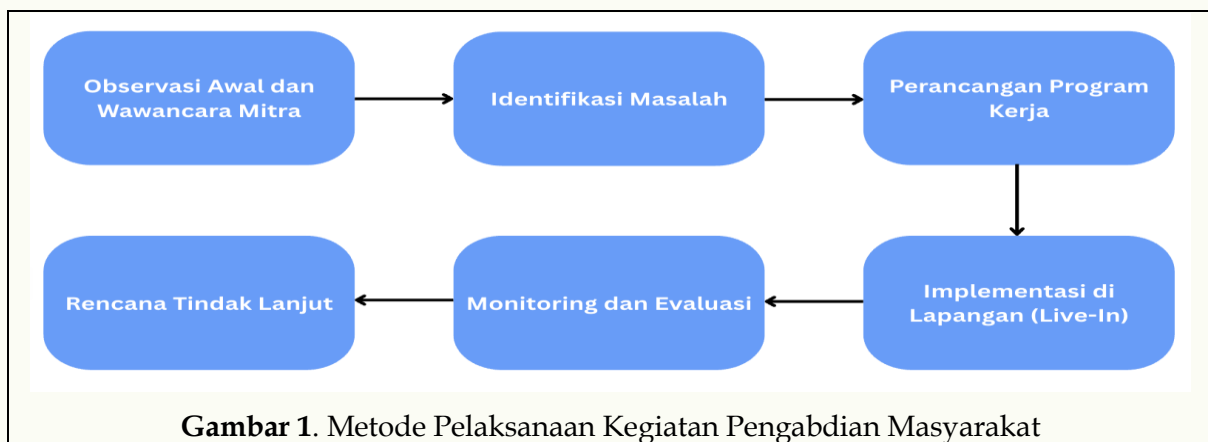 Observasi Awal dan
Wawancara Mitra
Identifikasi Masalah
Perancangan Program
Kerja
Implementasi di
Lapangan (Live-In)
Monitoring dan Evaluasi
Rencana Tindak Lanjut
Gambar 1. Metode Pelaksanaan Kegiatan Pengabdian Masyarakat